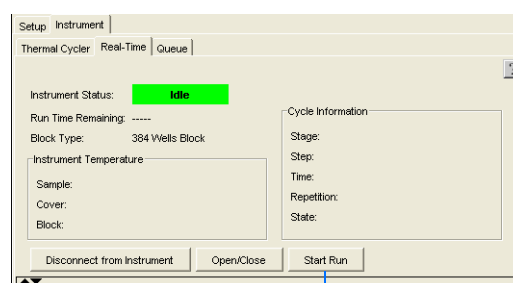 Setup Instrument
Thermal Cycler Real-Time Queue
Instrument Status: Idle
Run Time Remaining: -----
Block Type: 384 Wells Block
Instrument Temperature
Sample:
Cover:
Block:
Cycle Information
Stage:
Step:
Time:
Repetition:
State:
Disconnect from Instrument Open/Close Start Run